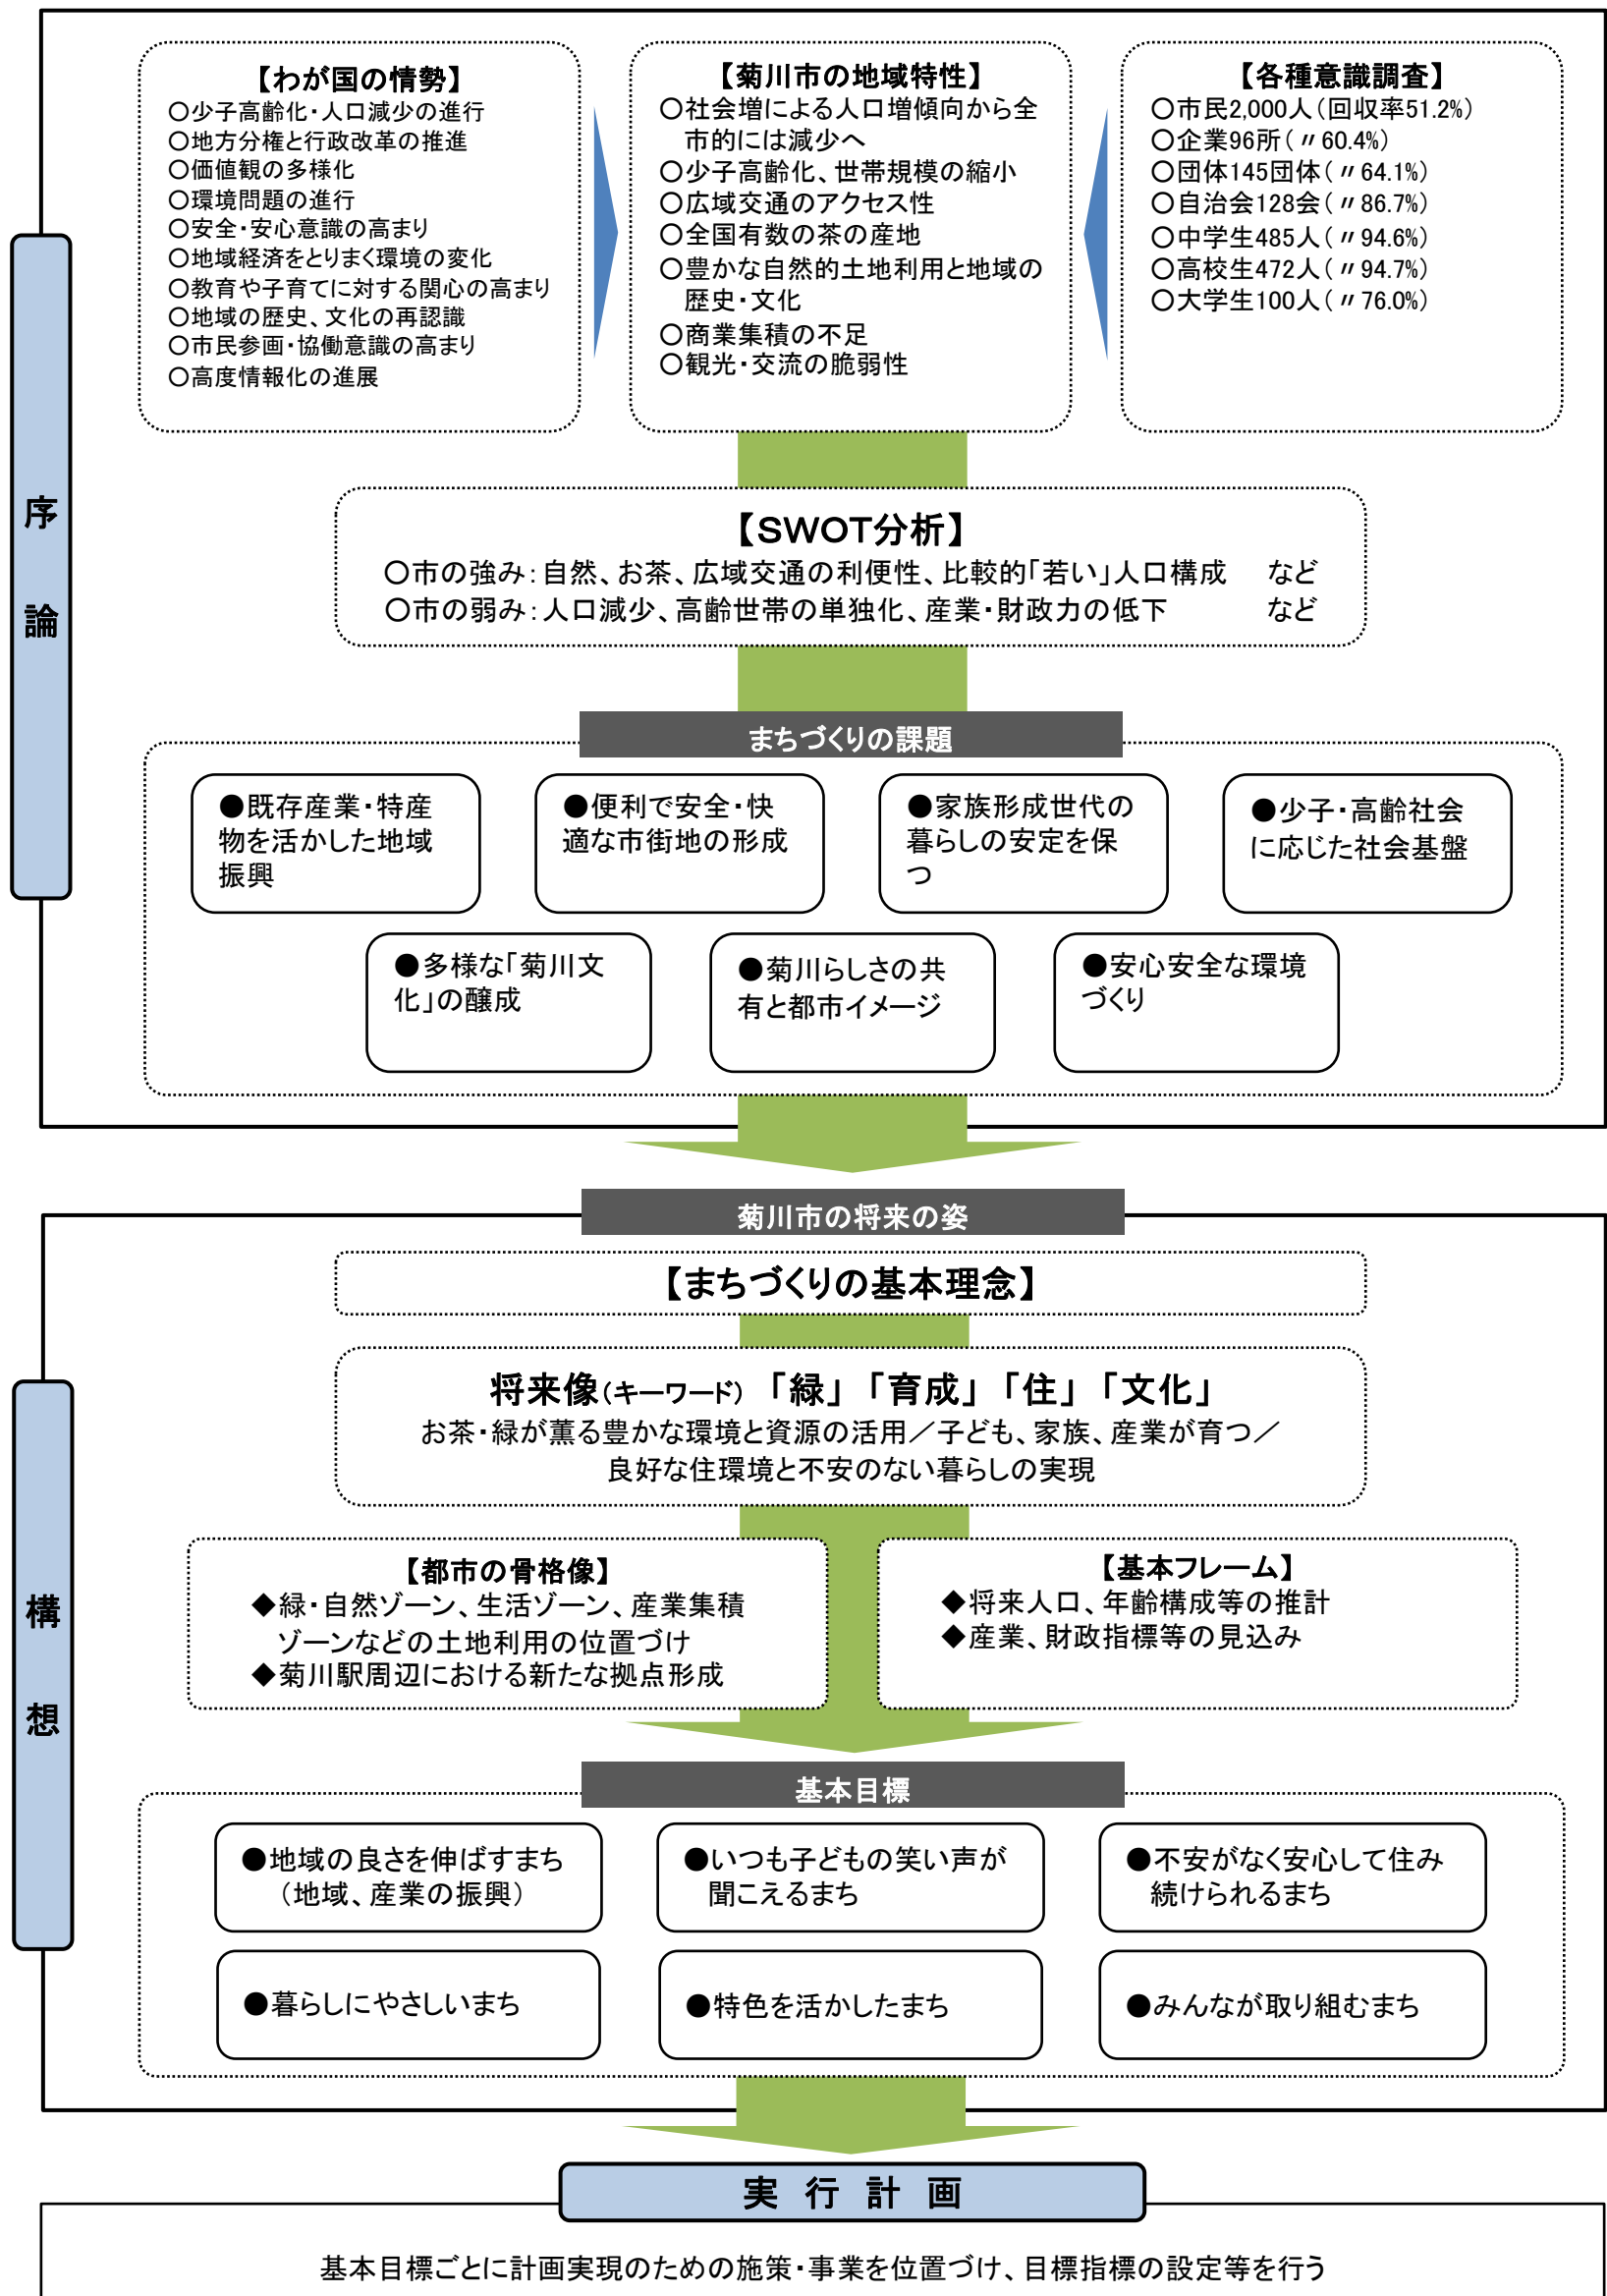 序論
【わが国の情勢】
○少子高齢化・人口減少の進行
○地方分権と行政改革の推進
○価値観の多様化
○環境問題の進行
○安全・安心意識の高まり
○地域経済をとりまく環境の変化
○教育や子育てに対する関心の高まり
○地域の歴史、文化の再認識
○市民参画・協働意識の高まり
○高度情報化の進展
【菊川市の地域特性】
○社会増による人口増傾向から全
市的には減少へ
○少子高齢化、世帯規模の縮小
○広域交通のアクセス性
○全国有数の茶の産地
○豊かな自然的土地利用と地域の
歴史・文化
○商業集積の不足
○観光・交流の脆弱性
【各種意識調査】
○市民2,000人（回収率51.2%）
○企業96所（〃60.4%）
○団体145団体（〃64.1%）
○自治会128会（〃86.7%）
○中学生485人（〃94.6%）
○高校生472人（〃94.7%）
○大学生100人（〃76.0%）
【SWOT分析】
○市の強み：自然、お茶、広域交通の利便性、比較的「若い」人口構成　など
○市の弱み：人口減少、高齢世帯の単独化、産業・財政力の低下　など
まちづくりの課題
●既存産業・特産
物を活かした地域
振興
●便利で安全・快
適な市街地の形成
●家族形成世代の
暮らしの安定を保
つ
●少子・高齢社会
に応じた社会基盤
●多様な「菊川文
化」の醸成
●菊川らしさの共
有と都市イメージ
●安心安全な環境
づくり
構想
菊川市の将来の姿
【まちづくりの基本理念】
将来像（キーワード）「緑」「育成」「住」「文化」
お茶・緑が薫る豊かな環境と資源の活用／子ども、家族、産業が育つ／
良好な住環境と不安のない暮らしの実現
【都市の骨格像】
◆緑・自然ゾーン、生活ゾーン、産業集積
ゾーンなどの土地利用の位置づけ
◆菊川駅周辺における新たな拠点形成
【基本フレーム】
◆将来人口、年齢構成等の推計
◆産業、財政指標等の見込み
基本目標
●地域の良さを伸ばすまち
（地域、産業の振興）
●いつも子どもの笑い声が
聞こえるまち
●不安がなく安心して住み
続けられるまち
●暮らしにやさしいまち
●特色を活かしたまち
●みんなが取り組むまち
実 行 計 画
基本目標ごとに計画実現のための施策・事業を位置づけ、目標指標の設定等を行う